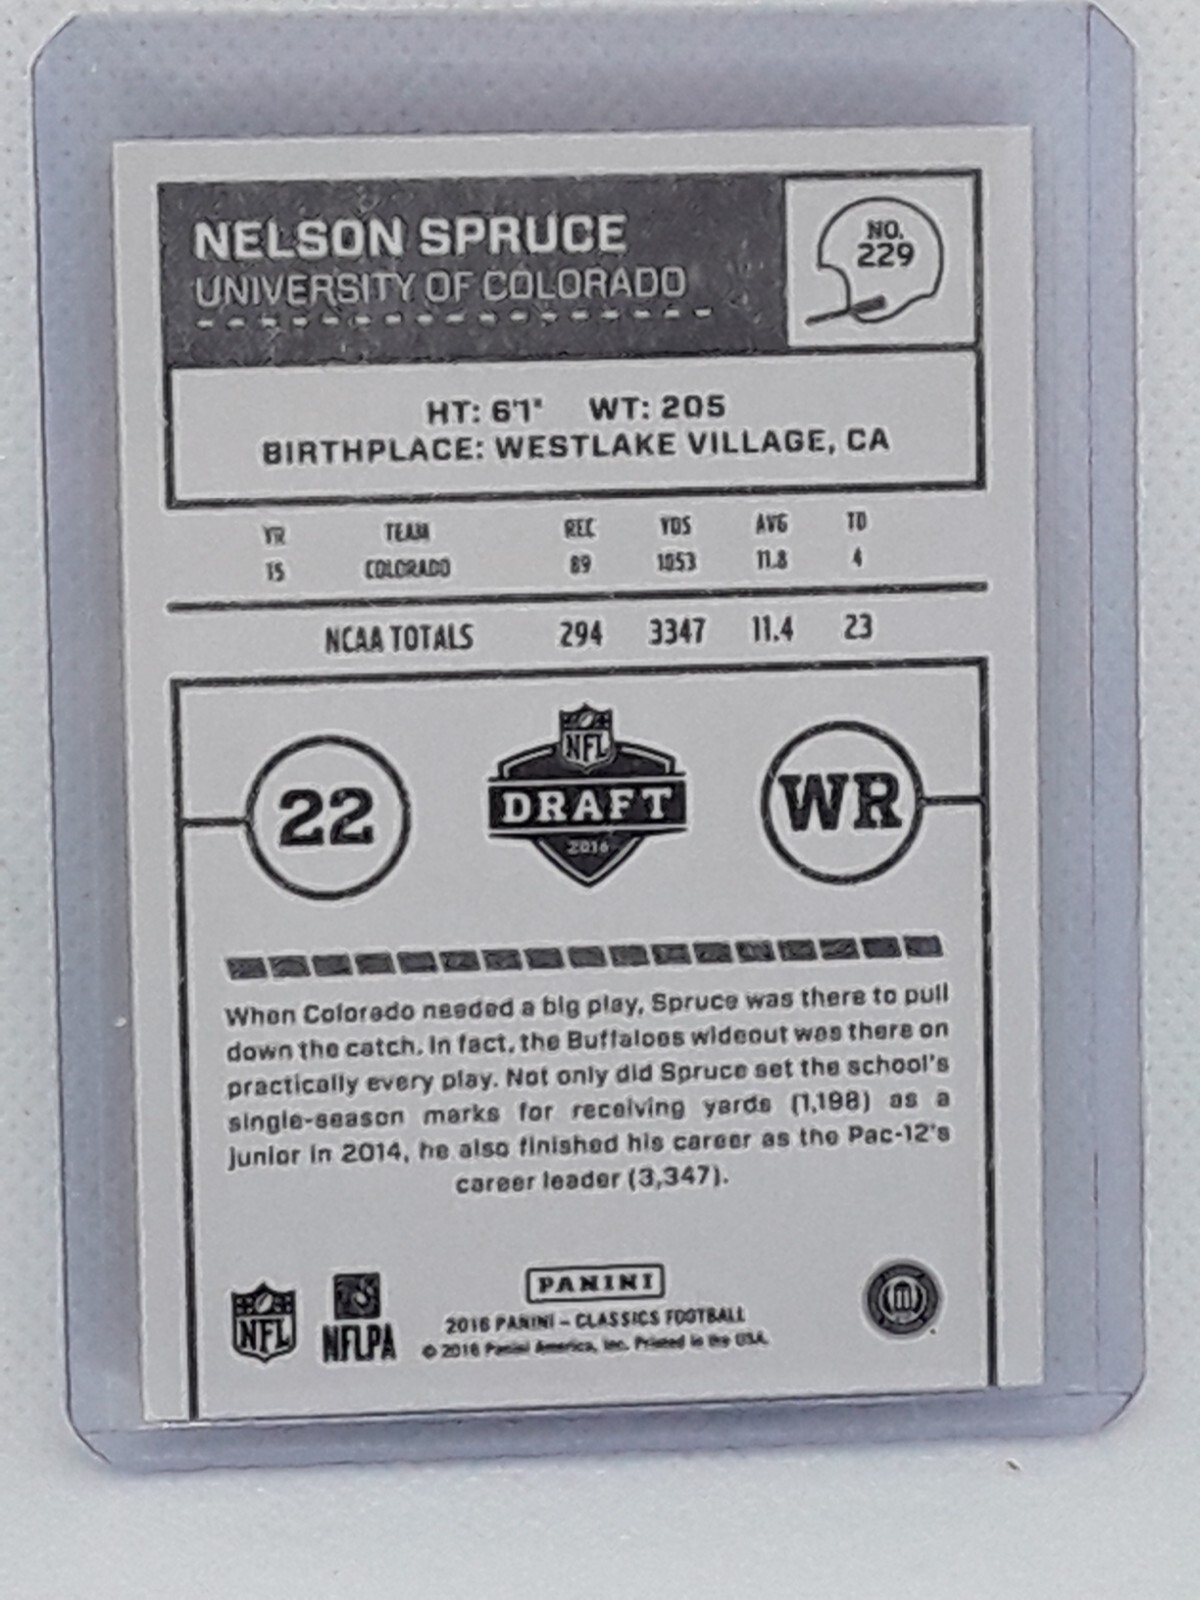 NELSON SPRUCE
UNIVERSITY OF COLORADO
NO.
229
HT: 6'1" WT: 205
BIRTHPLACE: WESTLAKE VILLAGE, CA
YR TEAM REC YDS AVG TD
15 COLORADO 89 1053 11.8 4
NCAA TOTALS 294 3347 11.4 23
22
NFL
DRAFT
2016
WR
When Colorado needed a big play, Spruce was there to pull
down the catch. In fact, the Buffaloes wideout was there on
practically every play. Not only did Spruce set the school's
single-season marks for receiving yards (1,198) as a
junior in 2014, he also finished his career as the Pac-12's
career leader (3,347).
NFL
NFLPA
PANINI
2016 PANINI – CLASSICS FOOTBALL
© 2016 Panini America, Inc. Printed in the USA.